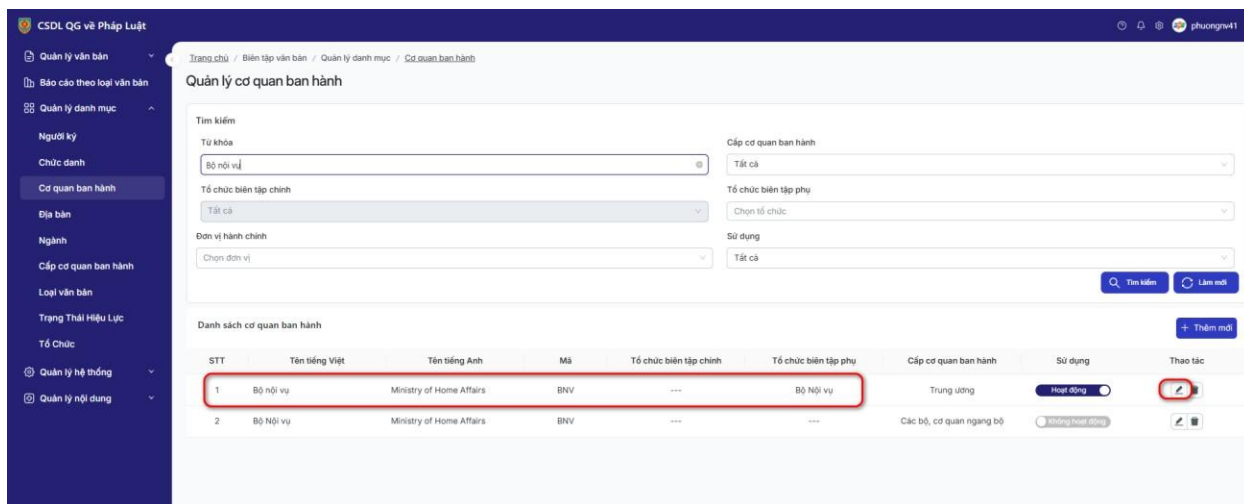 CSDL QG về Pháp Luật
phuongnv41
Quản lý văn bản
Báo cáo theo loại văn bản
Quản lý danh mục
Người ký
Chức danh
Cơ quan ban hành
Địa bàn
Ngành
Cấp cơ quan ban hành
Loại văn bản
Trạng Thái Hiệu Lực
Tổ Chức
Quản lý hệ thống
Quản lý nội dung
Trang chủ / Biên tập văn bản / Quản lý danh mục / Cơ quan ban hành
Quản lý cơ quan ban hành
Tìm kiếm
Từ khóa
Cấp cơ quan ban hành
Bộ nội vụ
Tất cả
Tổ chức biên tập chính
Tổ chức biên tập phụ
Tất cả
Chọn tổ chức
Đơn vị hành chính
Sử dụng
Chọn đơn vị
Tất cả
Tìm kiếm
Làm mới
Danh sách cơ quan ban hành
+ Thêm mới
STT Tên tiếng Việt Tên tiếng Anh Mã Tổ chức biên tập chính Tổ chức biên tập phụ Cấp cơ quan ban hành Sử dụng Thao tác
1 Bộ nội vụ Ministry of Home Affairs BNV --- Bộ Nội vụ Trung ương Hoạt động
2 Bộ Nội vụ Ministry of Home Affairs BNV --- --- Các bộ, cơ quan ngang bộ Không hoạt động